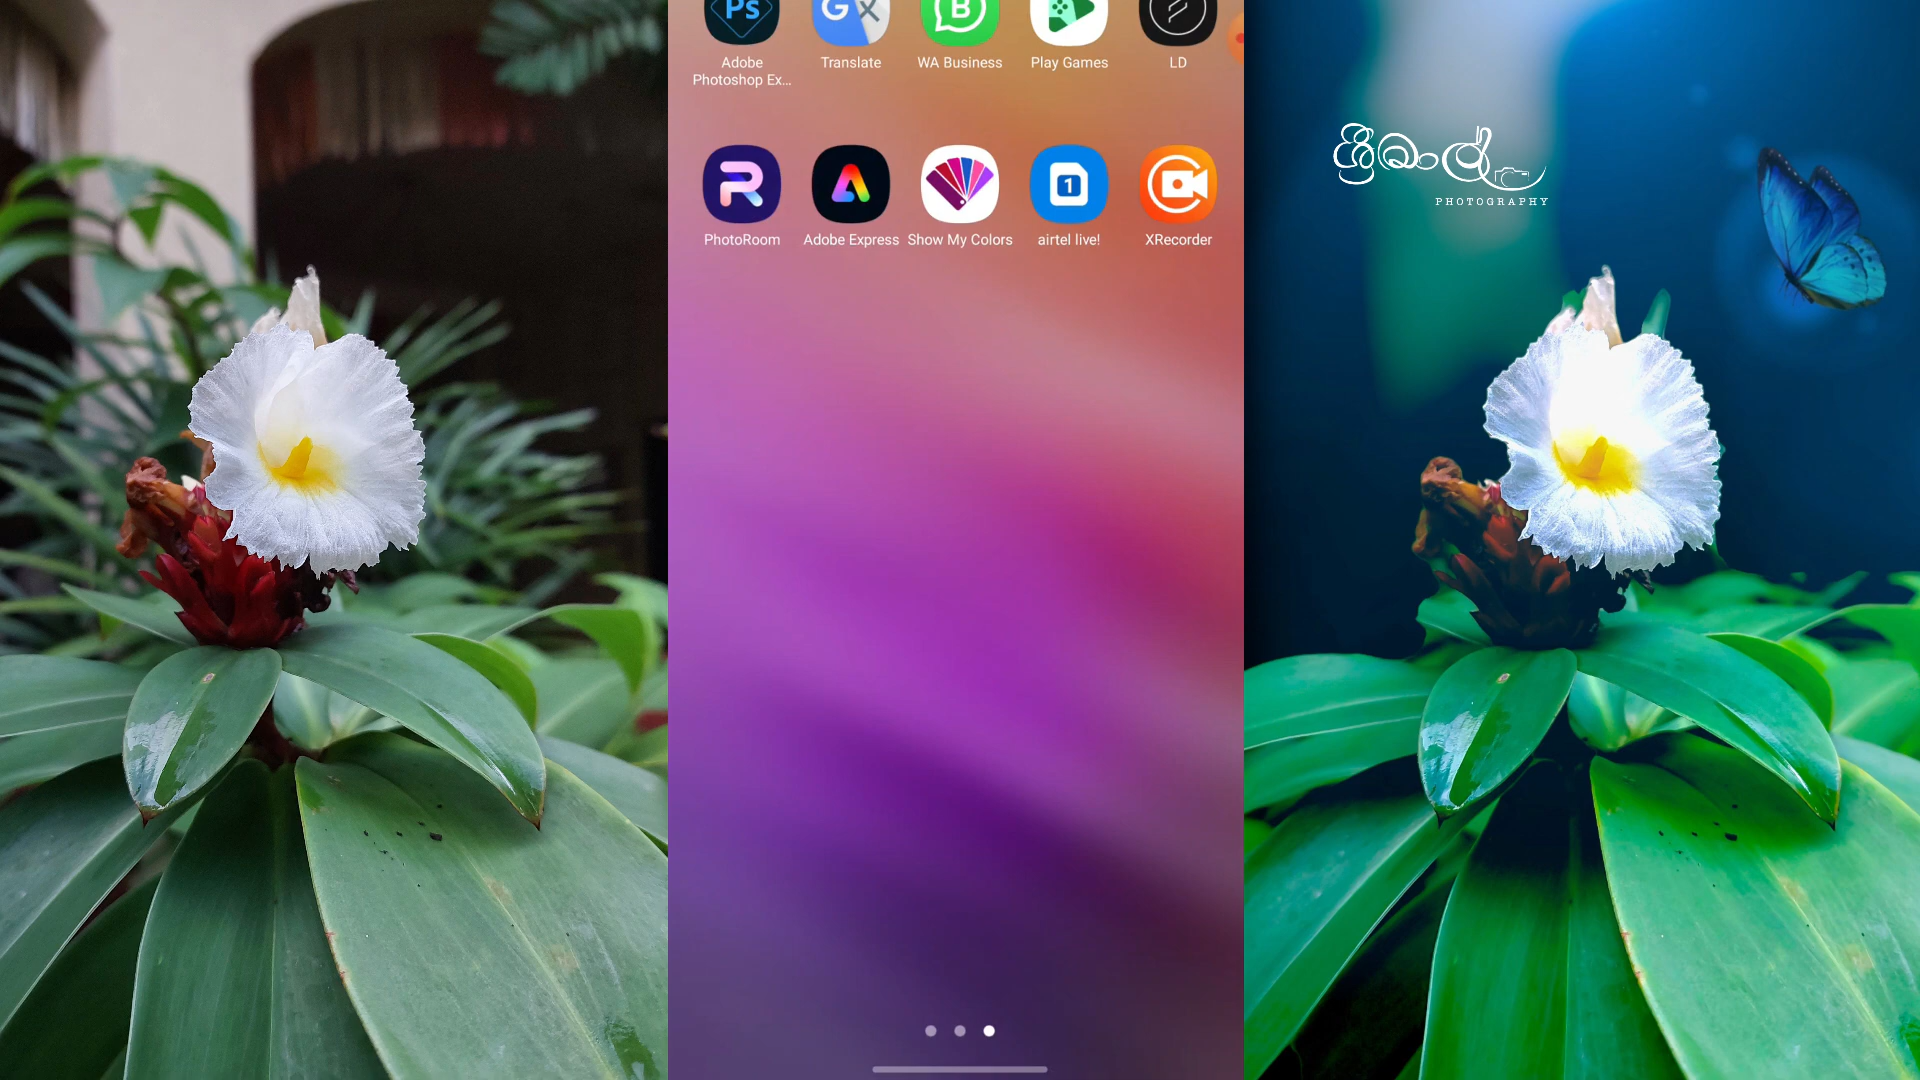 Ps
G
B
Adobe
Photoshop Ex...
Translate
WA Business
Play Games
LD
1
PhotoRoom
Adobe Express
Show My Colors
airtel live!
XRecorder
PHOTOGRAPHY